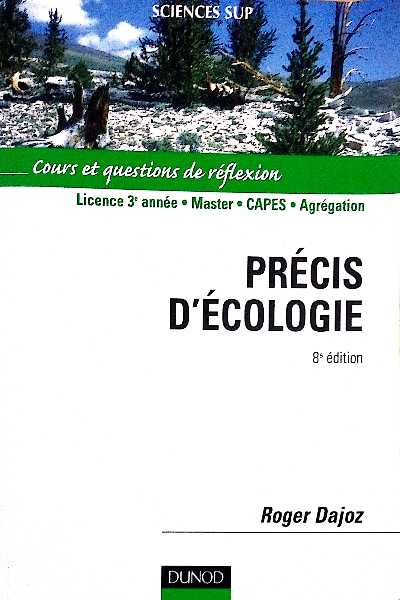 SCIENCES SUP
Cours et questions de réflexion
Licence 3e année • Master • CAPES • Agrégation
PRÉCIS
D'ÉCOLOGIE
8e édition
Roger Dajoz
DUNOD